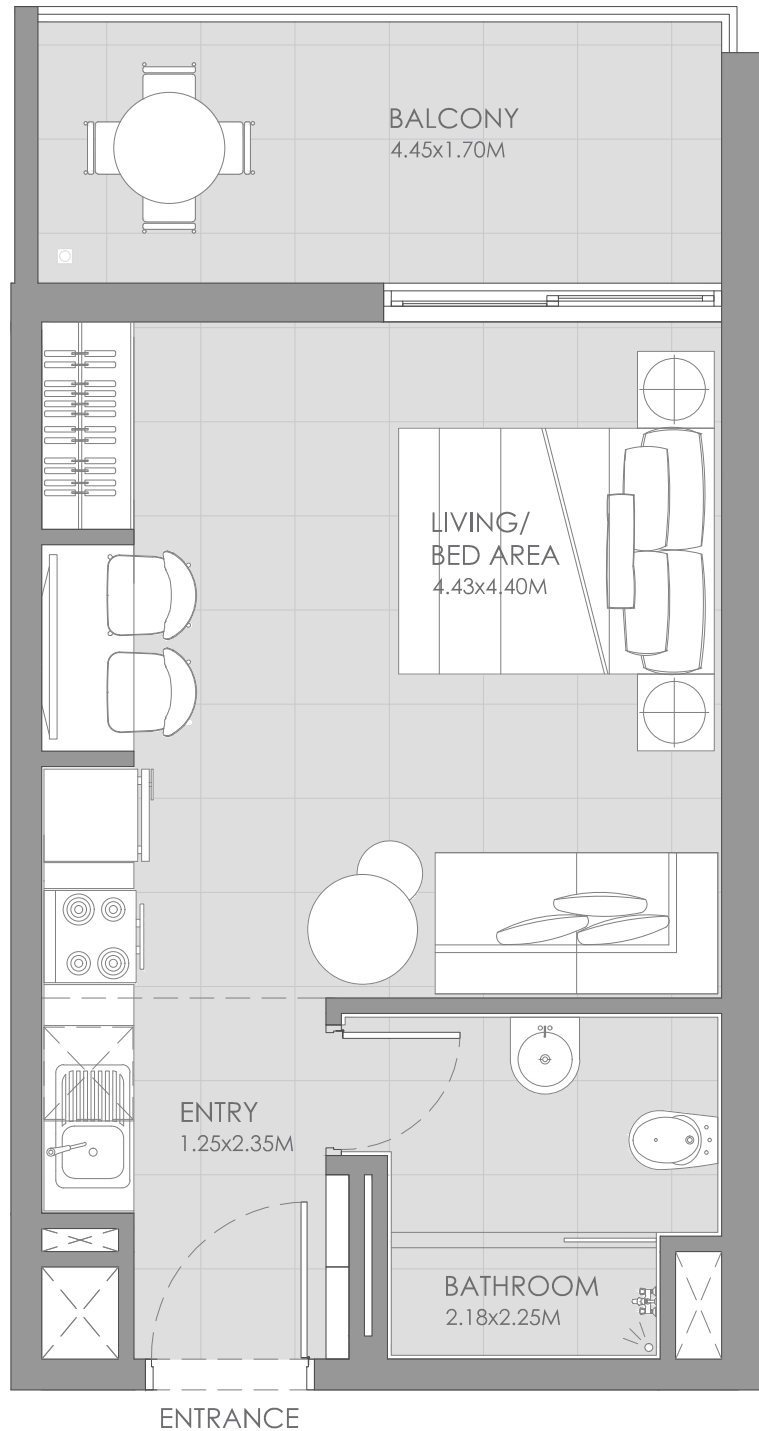 BALCONY
4.45x1.70M
LIVING/
BED AREA
4.43x4.40M
ENTRY
1.25x2.35M
BATHROOM
2.18x2.25M
ENTRANCE